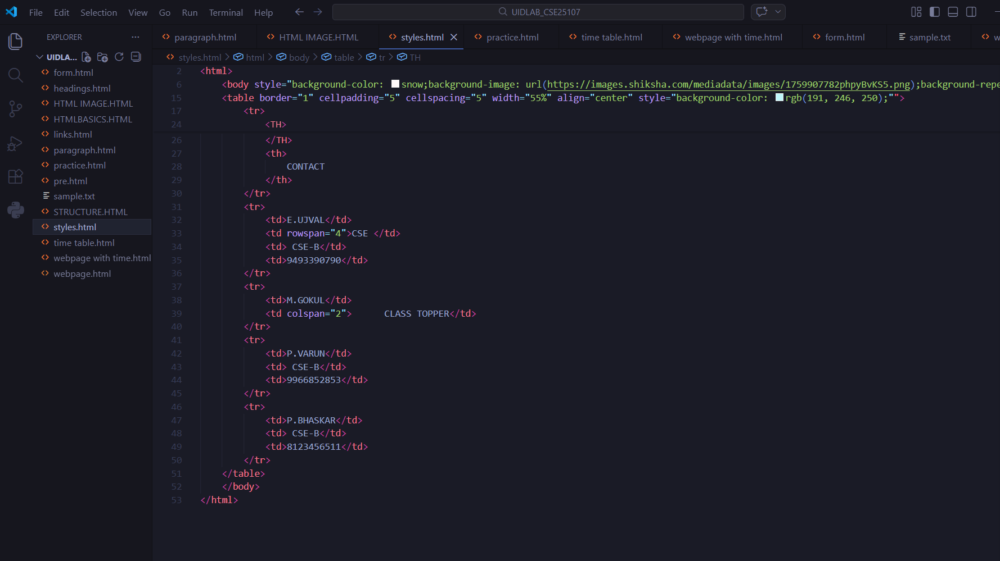 File Edit Selection View Go Run Terminal Help
UIDLAB_CSE25107
EXPLORER
UIDLA...
form.html
headings.html
HTML IMAGE.HTML
HTMLBASICS.HTML
links.html
paragraph.html
practice.html
pre.html
sample.txt
STRUCTURE.HTML
styles.html
time table.html
webpage with time.html
webpage.html
paragraph.html HTML IMAGE.HTML styles.html practice.html time table.html webpage with time.html form.html sample.txt
styles.html > html > body > table > tr > TH
2 <html>
6 <body style="background-color: snow;background-image: url(https://images.shiksha.com/mediadata/images/1759907782phpyBvKS5.png);background-repe
15 <table border="1" cellpadding="5" cellspacing="5" width="55%" align="center" style="background-color: rgb(191, 246, 250);"">
17 <tr>
24 <TH>
26 </TH>
27 <th>
28 CONTACT
29 </th>
30 </tr>
31 <tr>
32 <td>E.UJVAL</td>
33 <td rowspan="4">CSE </td>
34 <td> CSE-B</td>
35 <td>9493390790</td>
36 </tr>
37 <tr>
38 <td>M.GOKUL</td>
39 <td colspan="2">      CLASS TOPPER</td>
40 </tr>
41 <tr>
42 <td>P.VARUN</td>
43 <td> CSE-B</td>
44 <td>9966852853</td>
45 </tr>
46 <tr>
47 <td>P.BHASKAR</td>
48 <td> CSE-B</td>
49 <td>8123456511</td>
50 </tr>
51 </table>
52 </body>
53 </html>